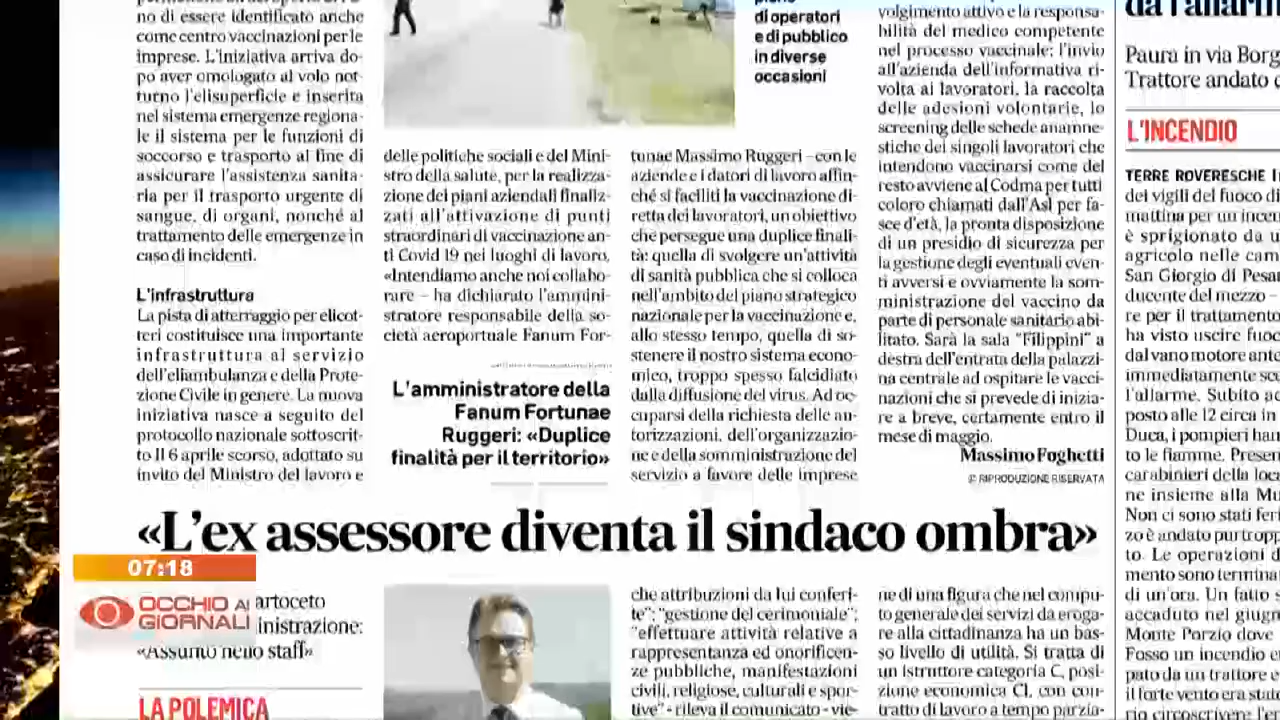 no di essere identificato anche
come centro vaccinazioni per le
imprese. L'iniziativa arriva do-
po aver omologato al volo not-
turno l'elisuperficie e inserita
nel sistema emergenze regiona-
le il sistema per le funzioni di
soccorso e trasporto al fine di
assicurare l'assistenza sanita-
ria per il trasporto urgente di
sangue, di organi, nonché al
trattamento delle emergenze in
caso di incidenti.
L'infrastruttura
La pista di atterraggio per elicot-
teri costituisce una importante
infrastruttura al servizio
dell'eliambulanza e della Prote-
zione Civile in genere. La nuova
iniziativa nasce a seguito del
protocollo nazionale sottoscrit-
to il 6 aprile scorso, adottato su
invito del Ministro del lavoro e
delle politiche sociali e del Mini-
stro della salute, per la realizza-
zione dei piani aziendali finaliz-
zati all'attivazione di punti
straordinari di vaccinazione an-
ti Covid 19 nei luoghi di lavoro,
«Intendiamo anche noi collabo-
rare – ha dichiarato l'ammini-
stratore responsabile della so-
cietà aeroportuale Fanum For-
L'amministratore della
Fanum Fortunae
Ruggeri: «Duplice
finalità per il territorio»
di operatori
e di pubblico
in diverse
occasioni
tunae Massimo Ruggeri – con le
aziende e i datori di lavoro affin-
ché si faciliti la vaccinazione di-
retta dei lavoratori, un obiettivo
che persegue una duplice finali-
tà: quella di svolgere un'attività
di sanità pubblica che si colloca
nell'ambito del piano strategico
nazionale per la vaccinazione e,
allo stesso tempo, quella di so-
stenere il nostro sistema econo-
mico, troppo spesso falcidiato
dalla diffusione del virus. Ad oc-
cuparsi della richiesta delle au-
torizzazioni, dell'organizzazio-
ne e della somministrazione del
servizio a favore delle imprese
volgimento attivo e la responsa-
bilità del medico competente
nel processo vaccinale: l'invio
all'azienda dell'informativa ri-
volta ai lavoratori, la raccolta
delle adesioni volontarie, lo
screening delle schede anamne-
stiche dei singoli lavoratori che
intendono vaccinarsi come del
resto avviene al Codma per tutti
coloro chiamati dall'Asl per fa-
sce d'età, la pronta disposizione
di un presidio di sicurezza per
la gestione degli eventuali even-
ti avversi e ovviamente la som-
ministrazione del vaccino da
parte di personale sanitario abi-
litato. Sarà la sala "Filippini" a
destra dell'entrata della palazzi-
na centrale ad ospitare le vacci-
nazioni che si prevede di inizia-
re a breve, certamente entro il
mese di maggio.
Massimo Foghetti
© RIPRODUZIONE RISERVATA
Paura in via Borg
Trattore andato
L'INCENDIO
TERRE ROVERESCHE
dei vigili del fuoco di
mattina per un incen
è sprigionato da u
agricolo nelle cam
San Giorgio di Pesar
ducente del mezzo –
re per il trattamento
ha visto uscire fuoc
dal vano motore ante
immediatamente sce
l'allarme. Subito ac
posto alle 12 circa in
Duca, i pompieri han
to le fiamme. Presen
carabinieri della loca
ne insieme alla Mu
Non ci sono stati feri
zo è andato purtropp
to. Le operazioni d
mento sono termina
di un'ora. Un fatto s
accaduto nel giugn
Monte Porzio dove
Fosso un incendio e
pato da un trattore e
il forte vento era stato
rio circoscrivere l'e
«L'ex assessore diventa il sindaco ombra»
07:18
OCCHIO AI
GIORNALI
artoceto
inistrazione:
«Assunto nello staff»
LA POLEMICA
che attribuzioni da lui conferi-
te": "gestione del cerimoniale";
"effettuare attività relative a
rappresentanza ed onorificen-
ze pubbliche, manifestazioni
civili, religiose, culturali e spor-
tive" - rileva il comunicato - vie-
ne di una figura che nel compu-
to generale dei servizi da eroga-
re alla cittadinanza ha un bas-
so livello di utilità. Si tratta di
un istruttore categoria C, posi-
zione economica C1, con con-
tratto di lavoro a tempo parzia-